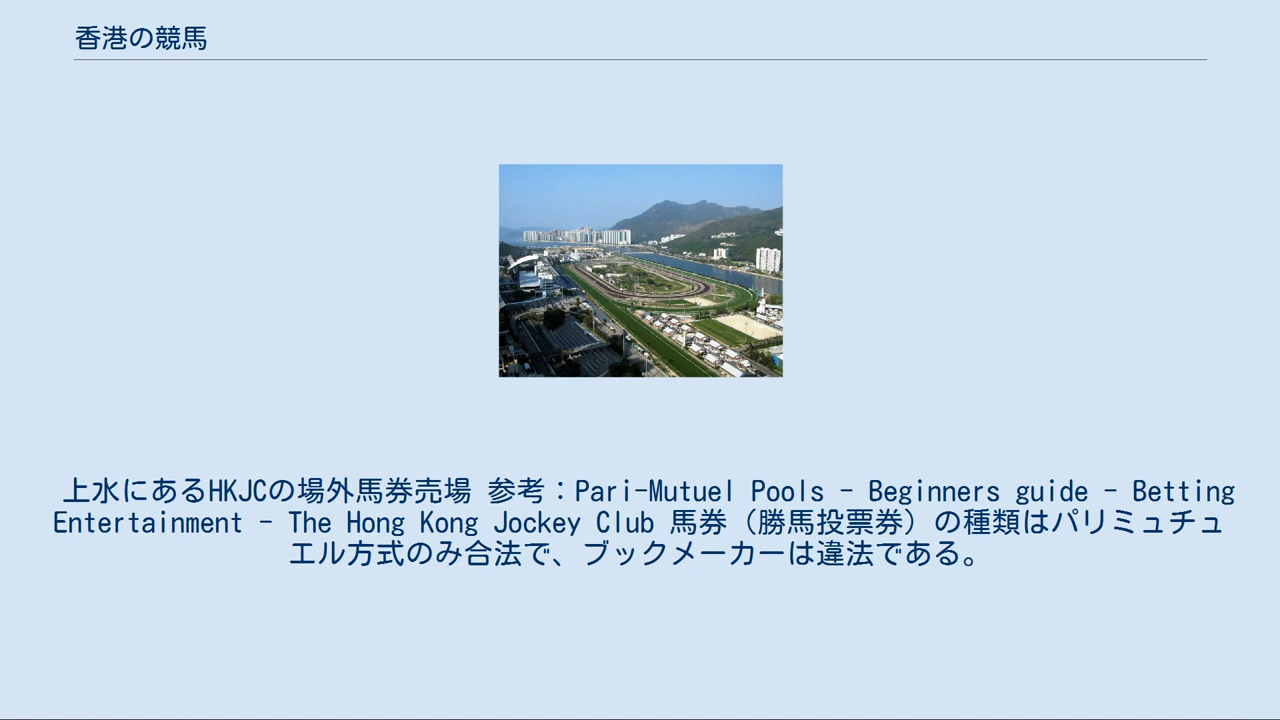 香港の競馬
上水にあるHKJCの場外馬券売場 参考：Pari-Mutuel Pools - Beginners guide - Betting
Entertainment - The Hong Kong Jockey Club 馬券（勝馬投票券）の種類はパリミュチュ
エル方式のみ合法で、ブックメーカーは違法である。